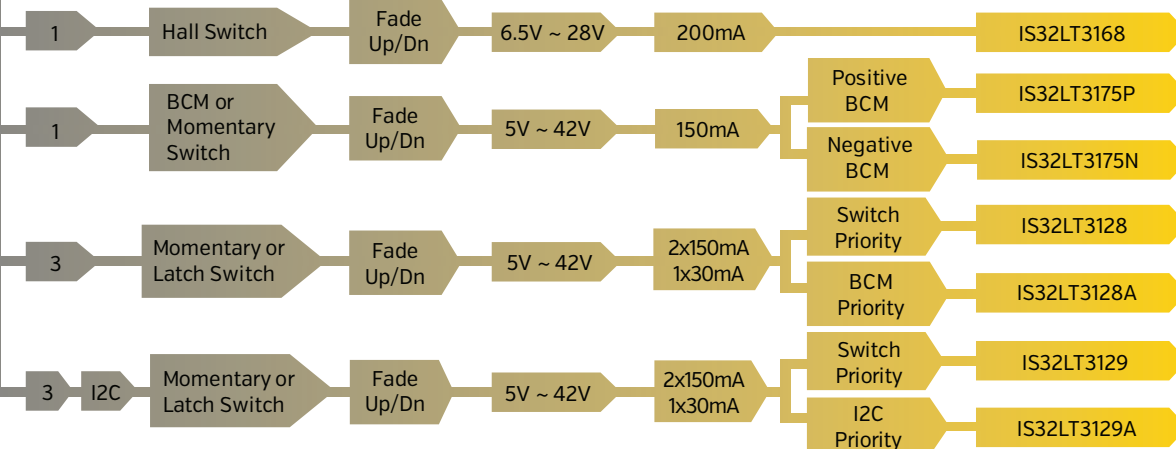 1
Hall Switch
Fade
Up/Dn
6.5V ~ 28V
200mA
IS32LT3168
1
BCM or
Momentary
Switch
Fade
Up/Dn
5V ~ 42V
150mA
Positive
BCM
IS32LT3175P
Negative
BCM
IS32LT3175N
3
Momentary or
Latch Switch
Fade
Up/Dn
5V ~ 42V
2x150mA
1x30mA
Switch
Priority
IS32LT3128
BCM
Priority
IS32LT3128A
3
I2C
Momentary or
Latch Switch
Fade
Up/Dn
5V ~ 42V
2x150mA
1x30mA
Switch
Priority
IS32LT3129
I2C
Priority
IS32LT3129A